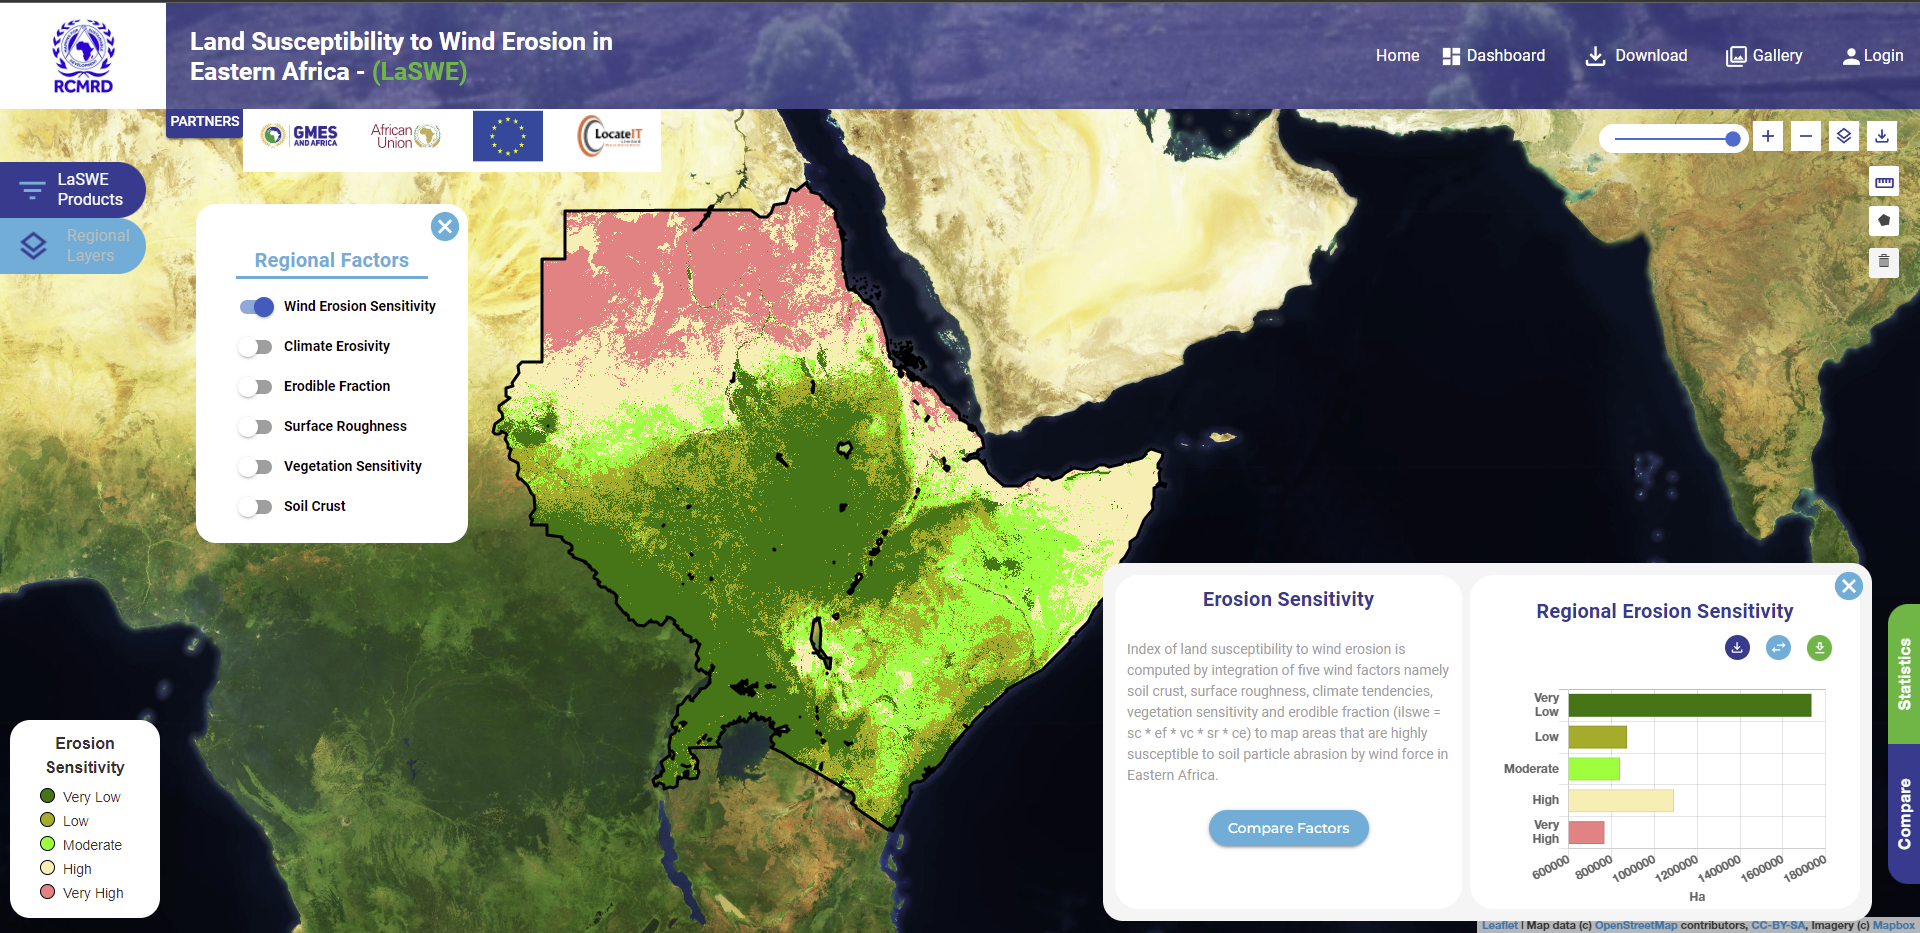 RCMRD
Land Susceptibility to Wind Erosion in
Eastern Africa - (LaSWE)
Home
Dashboard
Download
Gallery
Login
PARTNERS
GMES
AND AFRICA
African
Union
LocateIT
LaSWE
Products
Regional
Layers
Regional Factors
Wind Erosion Sensitivity
Climate Erosivity
Erodible Fraction
Surface Roughness
Vegetation Sensitivity
Soil Crust
Erosion
Sensitivity
Very Low
Low
Moderate
High
Very High
Erosion Sensitivity
Index of land susceptibility to wind erosion is
computed by integration of five wind factors namely
soil crust, surface roughness, climate tendencies,
vegetation sensitivity and erodible fraction (ilswe =
sc * ef * vc * sr * ce) to map areas that are highly
susceptible to soil particle abrasion by wind force in
Eastern Africa.
Compare Factors
Regional Erosion Sensitivity
Very
Low
Low
Moderate
High
Very
High
600000
800000
1000000
1200000
1400000
1600000
1800000
Ha
Statistics
Compare
Leaflet | Map data (c) OpenStreetMap contributors, CC-BY-SA, Imagery (c) Mapbox